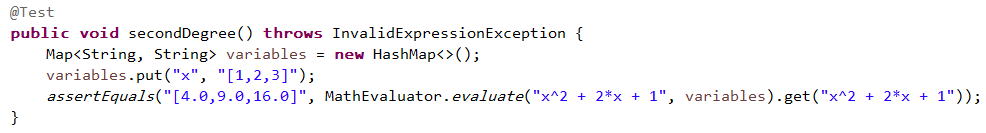 @Test
public void secondDegree() throws InvalidExpressionException {
    Map<String, String> variables = new HashMap<>();
    variables.put("x", "[1,2,3]");
    assertEquals("[4.0,9.0,16.0]", MathEvaluator.evaluate("x^2 + 2*x + 1", variables).get("x^2 + 2*x + 1"));
}